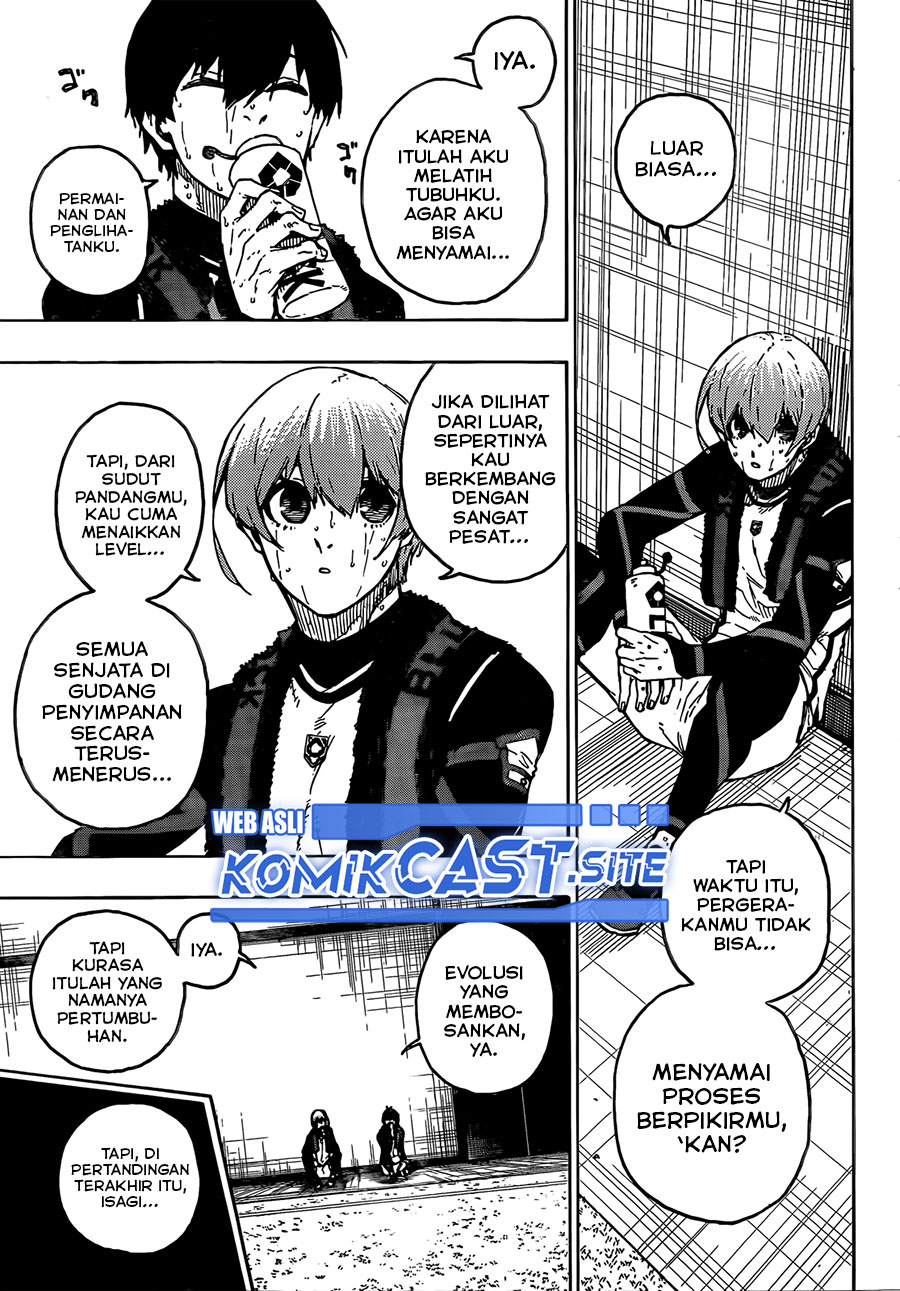 LUAR
BIASA...
TAPI
WAKTU ITU,
PERGERA-
KANMU TIDAK
BISA...
MENYAMAI
PROSES
BERPIKIRMU,
‘KAN?
IYA.
KARENA
ITULAH AKU
MELATIH
TUBUHKU.
AGAR AKU
BISA
MENYAMAI...
PERMAI-
NAN DAN
PENGLIHA-
TANKU.
ゴク
ゴク
JIKA DILIHAT
DARI LUAR,
SEPERTINYA
KAU
BERKEMBANG
DENGAN
SANGAT
PESAT...
TAPI, DARI
SUDUT
PANDANGMU,
KAU CUMA
MENAIKKAN
LEVEL...
SEMUA
SENJATA DI
GUDANG
PENYIMPANAN
SECARA
TERUS-
MENERUS...
WEB ASLI
KOMIKCAST.SITE
EVOLUSI
YANG
MEMBO-
SANKAN,
YA.
IYA.
TAPI
KURASA
ITULAH YANG
NAMANYA
PERTUMBU-
HAN.
TAPI, DI
PERTANDINGAN
TERAKHIR ITU,
ISAGI...